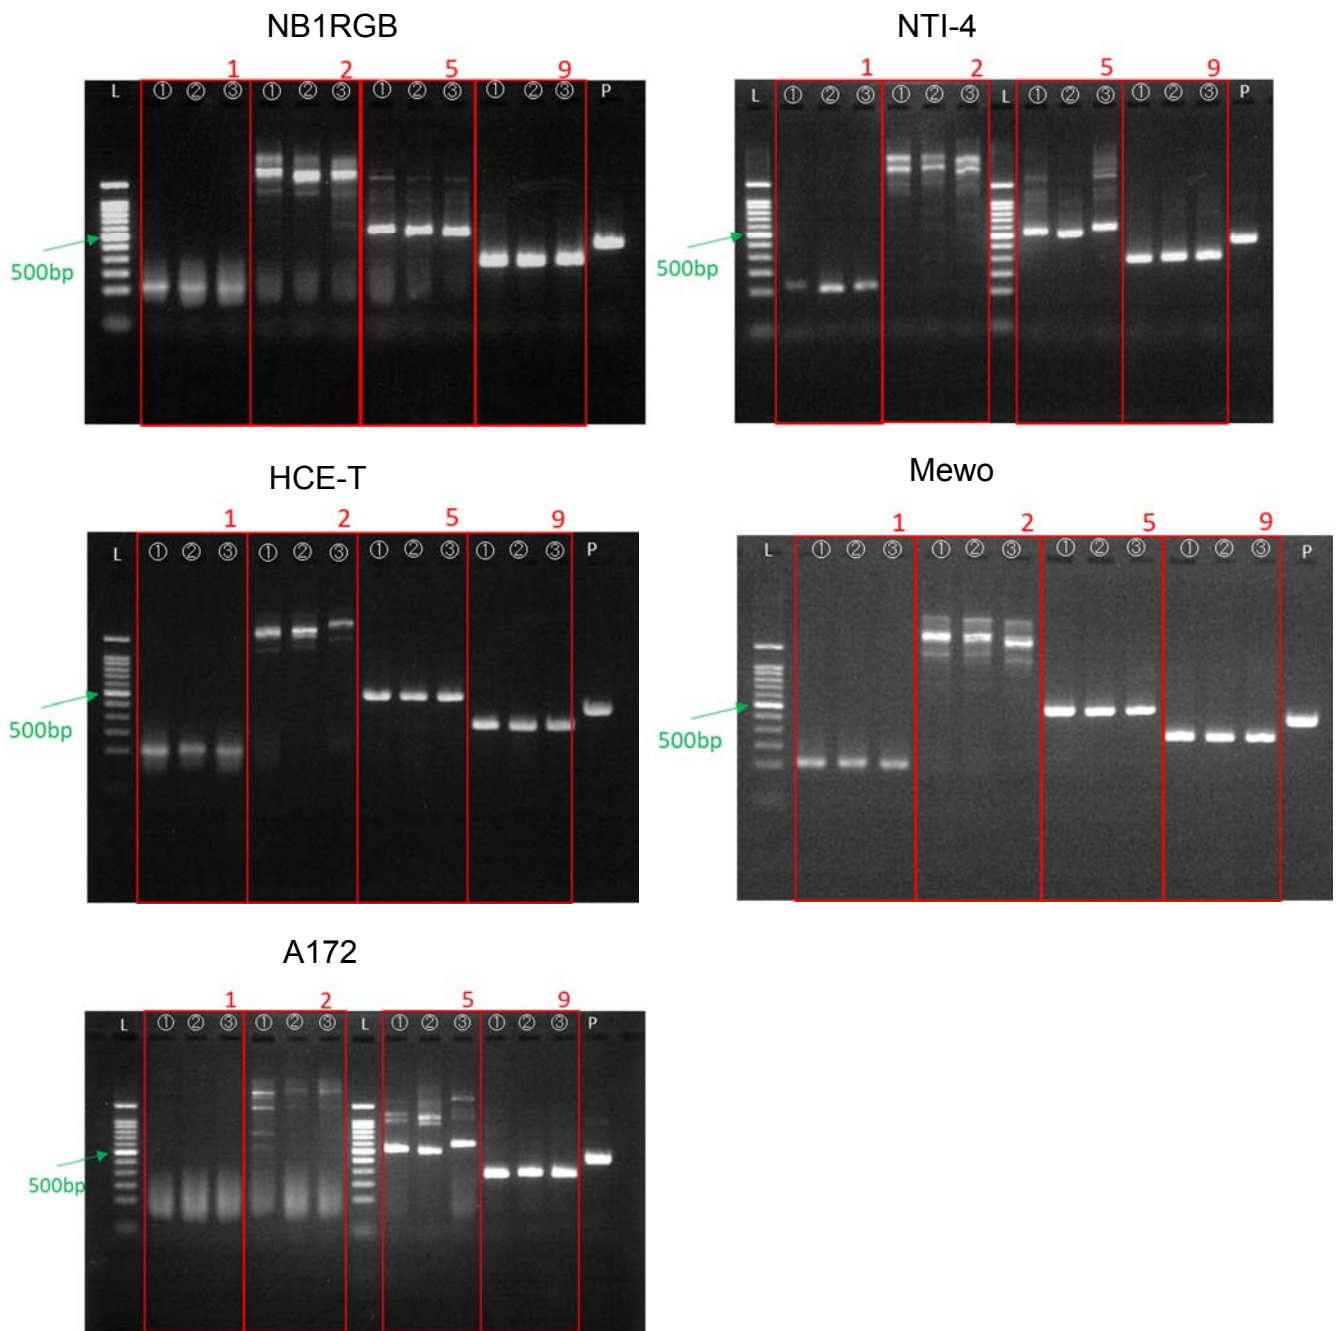 NB1RGB
1 2 5 9
L ① ② ③ ① ② ③ ① ② ③ ① ② ③ P
500bp
NTI-4
1 2 5 9
L ① ② ③ ① ② ③ L ① ② ③ ① ② ③ P
500bp
HCE-T
1 2 5 9
L ① ② ③ ① ② ③ ① ② ③ ① ② ③ P
500bp
Mewo
1 2 5 9
L ① ② ③ ① ② ③ ① ② ③ ① ② ③ P
500bp
A172
1 2 5 9
L ① ② ③ ① ② ③ L ① ② ③ ① ② ③ P
500bp